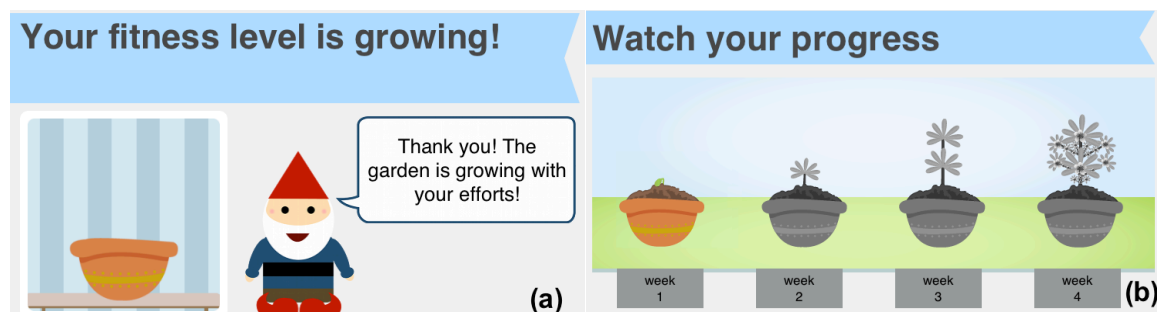 Your fitness level is growing!
Thank you! The
garden is growing with
your efforts!
(a)
Watch your progress
week
1
week
2
week
3
week
4
(b)